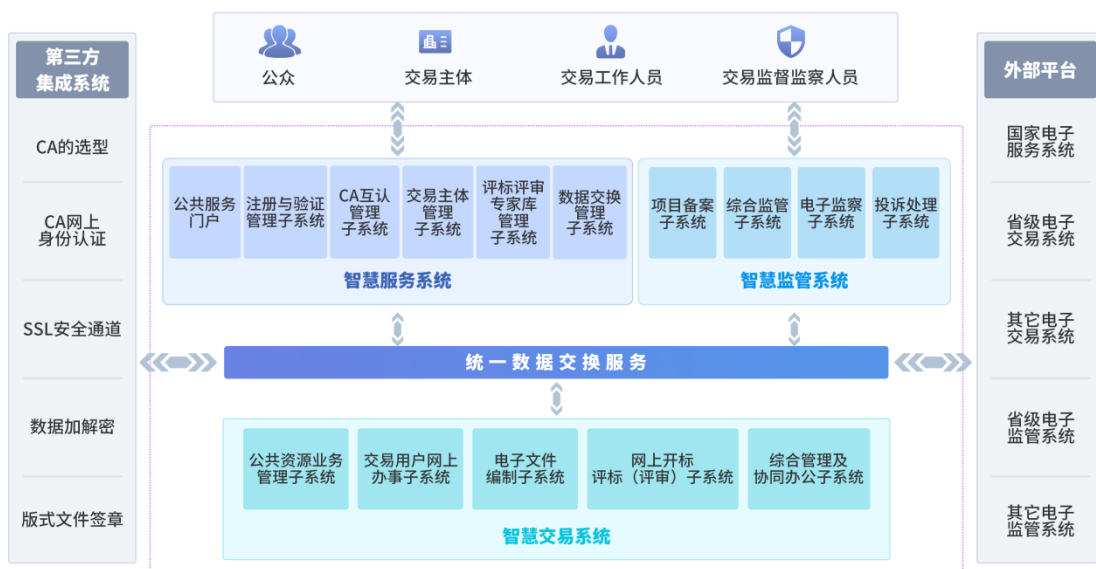 第三方
集成系统
CA的选型
CA网上
身份认证
SSL安全通道
数据加解密
版式文件签章
公众
交易主体
交易工作人员
交易监督监察人员
公共服务
门户
注册与验证
管理子系统
CA互认
管理
子系统
交易主体
管理
子系统
评标评审
专家库
管理
子系统
数据交换
管理
子系统
智慧服务系统
项目备案
子系统
综合监管
子系统
电子监察
子系统
投诉处理
子系统
智慧监管系统
统一数据交换服务
公共资源业务
管理子系统
交易用户网上
办事子系统
电子文件
编制子系统
网上开标
评标（评审）子系统
综合管理及
协同办公子系统
智慧交易系统
外部平台
国家电子
服务系统
省级电子
交易系统
其它电子
交易系统
省级电子
监管系统
其它电子
监管系统